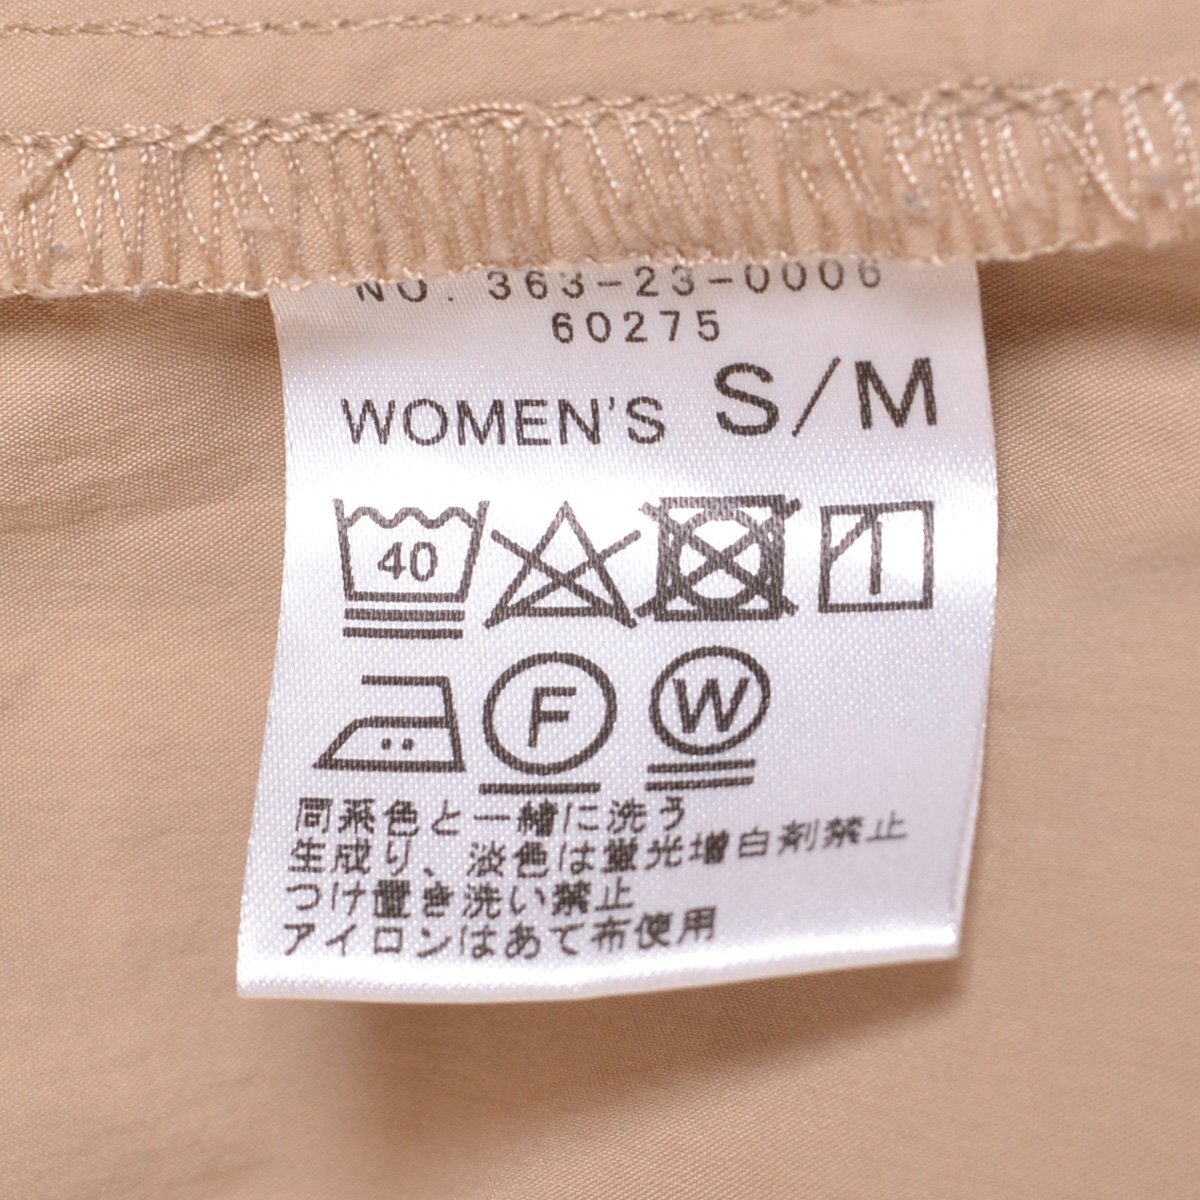 NO. 363-23-0006
60275
WOMEN'S S/M
40
F
W
同系色と一緒に洗う
生成り、淡色は蛍光増白剤禁止
つけ置き洗い禁止
アイロンはあて布使用